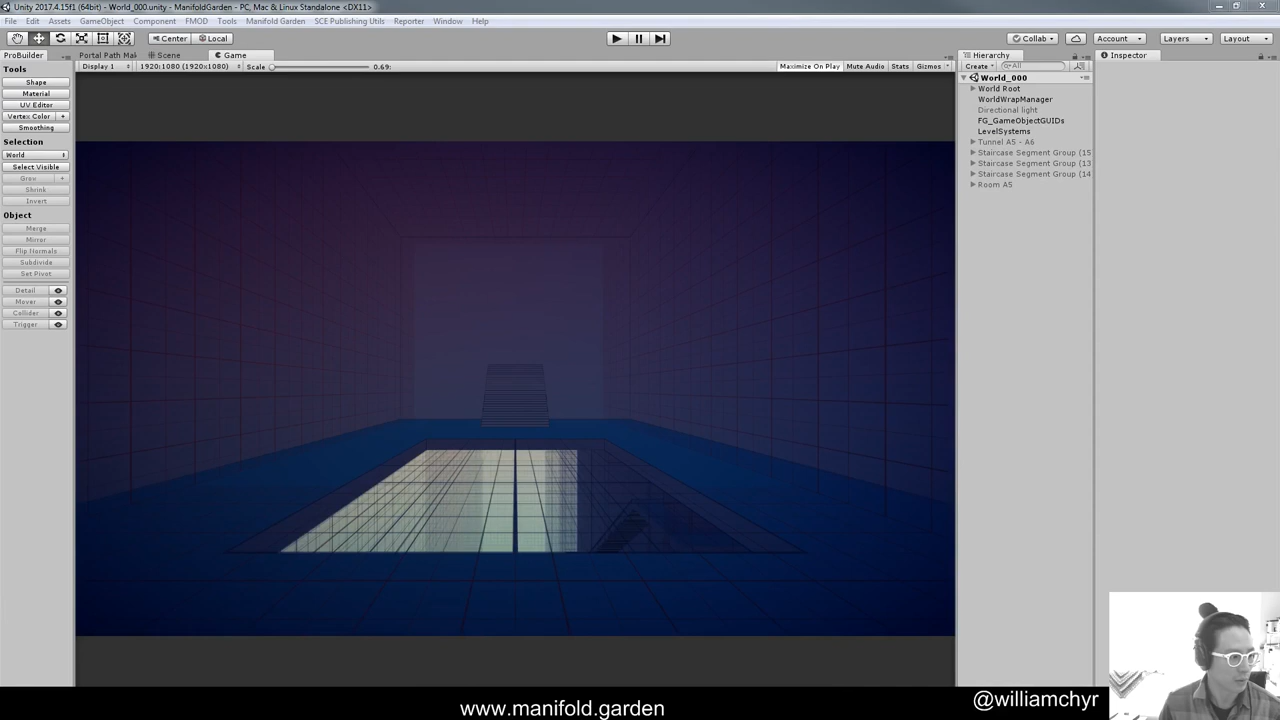 Unity 2017.4.15f1 (64bit) - World_000.unity - ManifoldGarden - PC, Mac & Linux Standalone <DX11>
File Edit Assets GameObject Component FMOD Tools Manifold Garden SCE Publishing Utils Reporter Window Help
Center Local Collab Account Layers Layout
ProBuilder Portal Path Mak Scene Game Hierarchy Inspector
Display 1 1920:1080 (1920x1080) Scale 0.69: Maximize On Play Mute Audio Stats Gizmos Create All
Tools
Shape
Material
UV Editor
Vertex Color +
Smoothing
Selection
World
Select Visible
Grow +
Shrink
Invert
Object
Merge
Mirror
Flip Normals
Subdivide
Set Pivot
Detail
Mover
Collider
Trigger
World_000
World Root
WorldWrapManager
Directional light
FG_GameObjectGUIDs
LevelSystems
Tunnel A5 - A6
Staircase Segment Group (15
Staircase Segment Group (13
Staircase Segment Group (14
Room A5
www.manifold.garden
@williamchyr